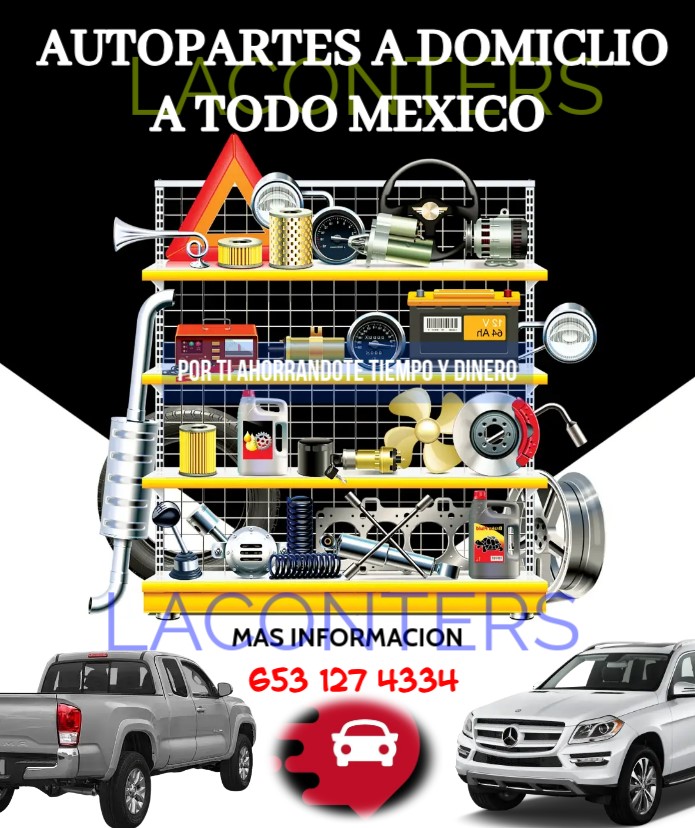 AUTOPARTES A DOMICLIO
LACONTERS
A TODO MEXICO
12 V
64 Ah
POR TI AHORRANDOTE TIEMPO Y DINERO
LACONTERS
MAS INFORMACION
653 127 4334